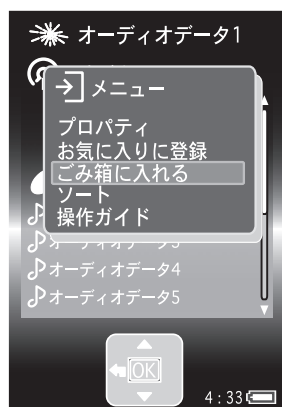 オーディオデータ1
メニュー
プロパティ
お気に入りに登録
ごみ箱に入れる
ソート
操作ガイド
オーディオデータ4
オーディオデータ5
OK
4:33